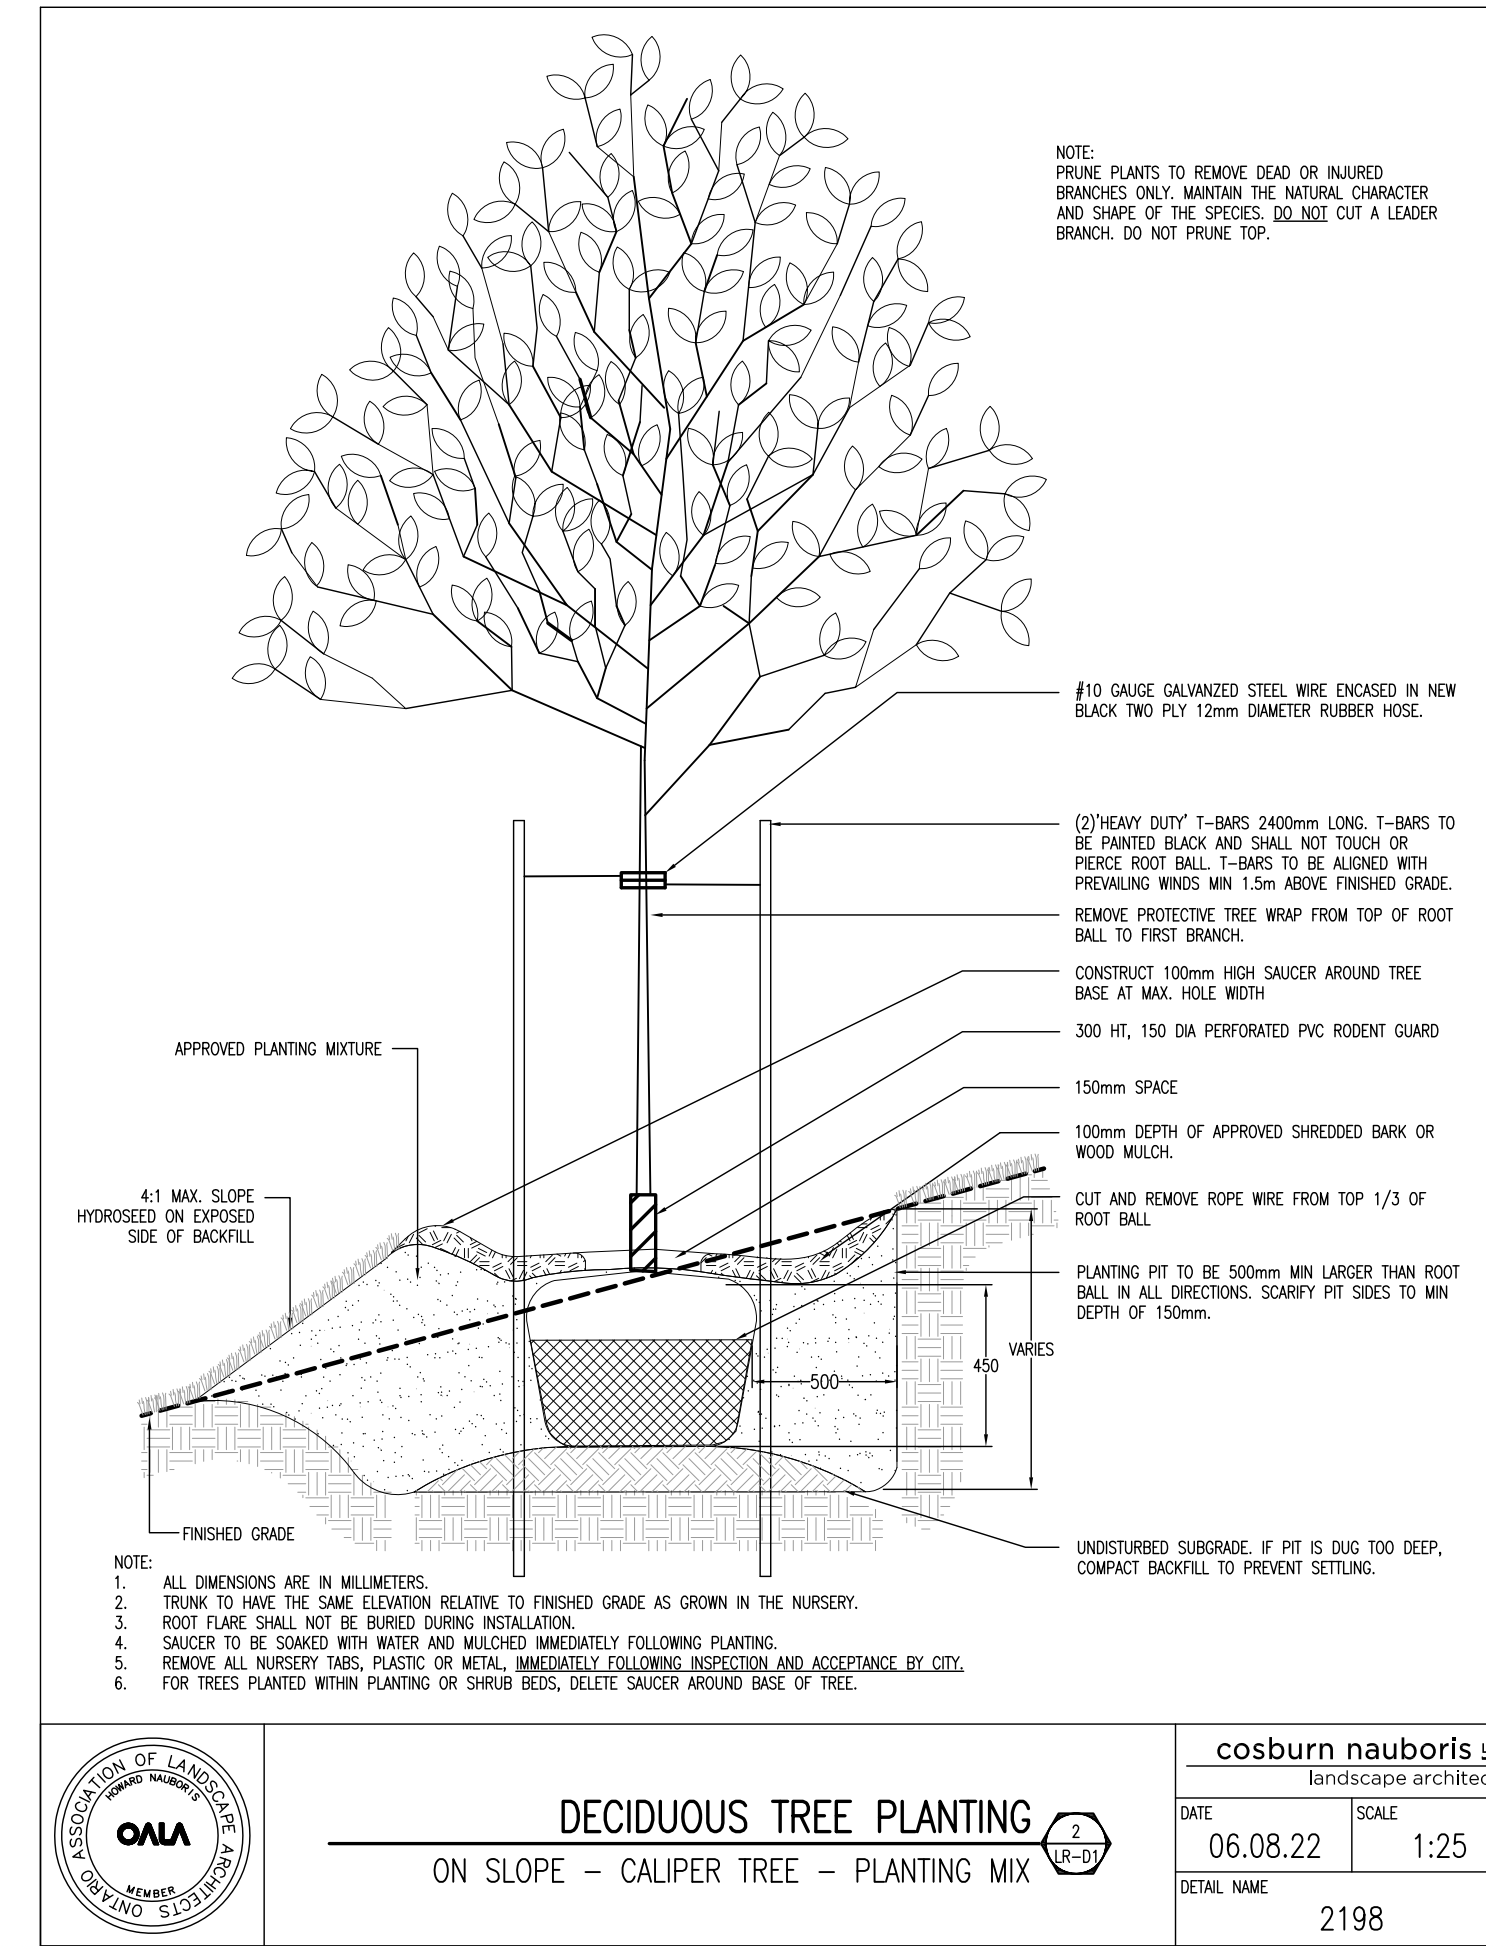 NOTE:
PRUNE PLANTS TO REMOVE DEAD OR INJURED
BRANCHES ONLY. MAINTAIN THE NATURAL CHARACTER
AND SHAPE OF THE SPECIES. DO NOT CUT A LEADER
BRANCH. DO NOT PRUNE TOP.
#10 GAUGE GALVANZED STEEL WIRE ENCASED IN NEW
BLACK TWO PLY 12mm DIAMETER RUBBER HOSE.
(2)'HEAVY DUTY' T-BARS 2400mm LONG. T-BARS TO
BE PAINTED BLACK AND SHALL NOT TOUCH OR
PIERCE ROOT BALL. T-BARS TO BE ALIGNED WITH
PREVAILING WINDS MIN 1.5m ABOVE FINISHED GRADE.
REMOVE PROTECTIVE TREE WRAP FROM TOP OF ROOT
BALL TO FIRST BRANCH.
CONSTRUCT 100mm HIGH SAUCER AROUND TREE
BASE AT MAX. HOLE WIDTH
300 HT, 150 DIA PERFORATED PVC RODENT GUARD
APPROVED PLANTING MIXTURE
150mm SPACE
100mm DEPTH OF APPROVED SHREDDED BARK OR
WOOD MULCH.
4:1 MAX. SLOPE
HYDROSEED ON EXPOSED
SIDE OF BACKFILL
CUT AND REMOVE ROPE WIRE FROM TOP 1/3 OF
ROOT BALL
PLANTING PIT TO BE 500mm MIN LARGER THAN ROOT
BALL IN ALL DIRECTIONS. SCARIFY PIT SIDES TO MIN
DEPTH OF 150mm.
VARIES
450
500
FINISHED GRADE
UNDISTURBED SUBGRADE. IF PIT IS DUG TOO DEEP,
COMPACT BACKFILL TO PREVENT SETTLING.
NOTE:
1. ALL DIMENSIONS ARE IN MILLIMETERS.
2. TRUNK TO HAVE THE SAME ELEVATION RELATIVE TO FINISHED GRADE AS GROWN IN THE NURSERY.
3. ROOT FLARE SHALL NOT BE BURIED DURING INSTALLATION.
4. SAUCER TO BE SOAKED WITH WATER AND MULCHED IMMEDIATELY FOLLOWING PLANTING.
5. REMOVE ALL NURSERY TABS, PLASTIC OR METAL, IMMEDIATELY FOLLOWING INSPECTION AND ACCEPTANCE BY CITY.
6. FOR TREES PLANTED WITHIN PLANTING OR SHRUB BEDS, DELETE SAUCER AROUND BASE OF TREE.
ONTARIO ASSOCIATION OF LANDSCAPE ARCHITECTS
HOWARD NAUBORIS
OALA
MEMBER
DECIDUOUS TREE PLANTING
ON SLOPE - CALIPER TREE - PLANTING MIX
2
LR-D1
cosburn nauboris
landscape architec
DATE
06.08.22
SCALE
1:25
DETAIL NAME
2198